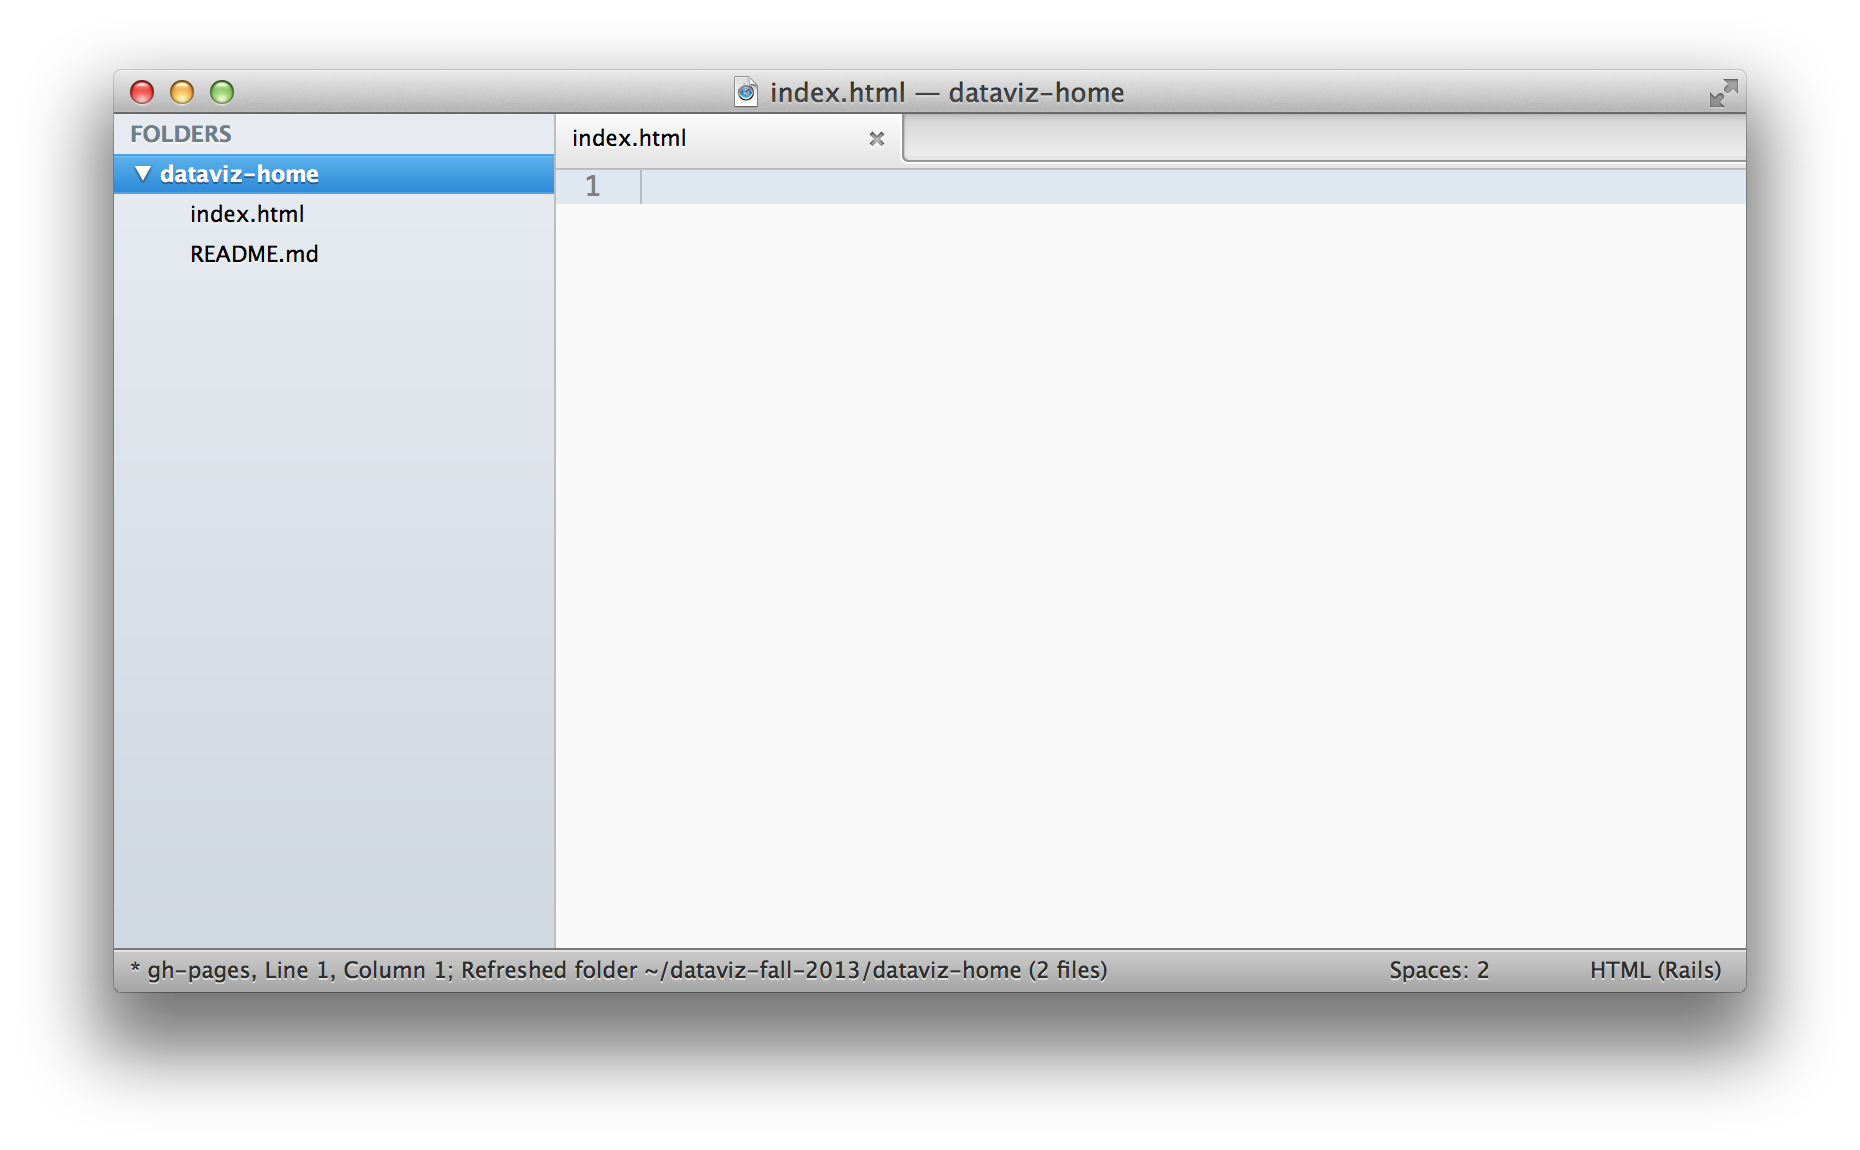 index.html — dataviz-home
FOLDERS
dataviz-home
index.html
README.md
index.html
1
* gh-pages, Line 1, Column 1; Refreshed folder ~/dataviz-fall-2013/dataviz-home (2 files)
Spaces: 2
HTML (Rails)